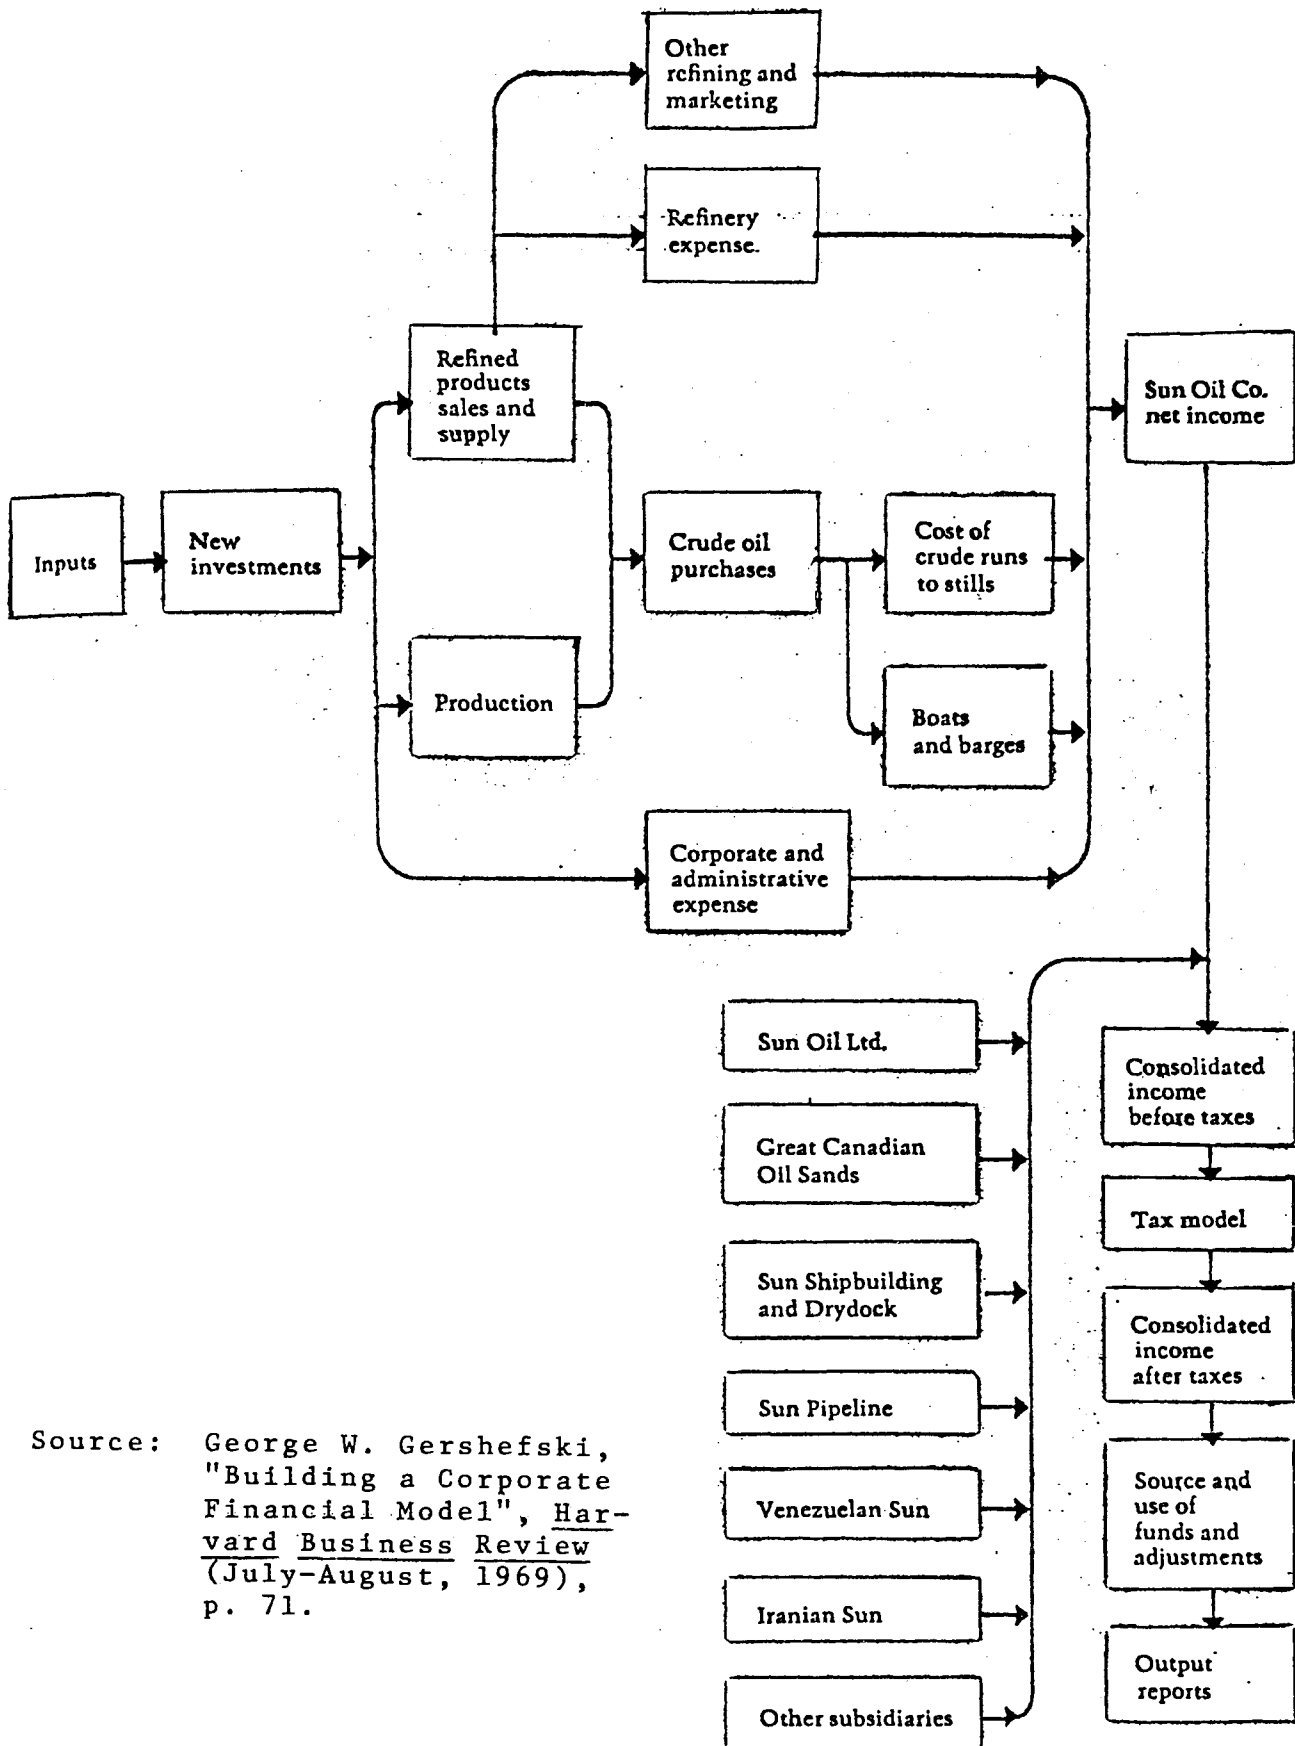 Other
refining and
marketing
Refinery
expense.
Refined
products
sales and
supply
Sun Oil Co.
net income
Inputs
New
investments
Crude oil
purchases
Cost of
crude runs
to stills
Production
Boats
and barges
Corporate and
administrative
expense
Sun Oil Ltd.
Consolidated
income
before taxes
Great Canadian
Oil Sands
Tax model
Sun Shipbuilding
and Drydock
Consolidated
income
after taxes
Sun Pipeline
Source and
use of
funds and
adjustments
Venezuelan Sun
Iranian Sun
Output
reports
Other subsidiaries
Source: George W. Gershefski,
"Building a Corporate
Financial Model", Har-
vard Business Review
(July-August, 1969),
p. 71.